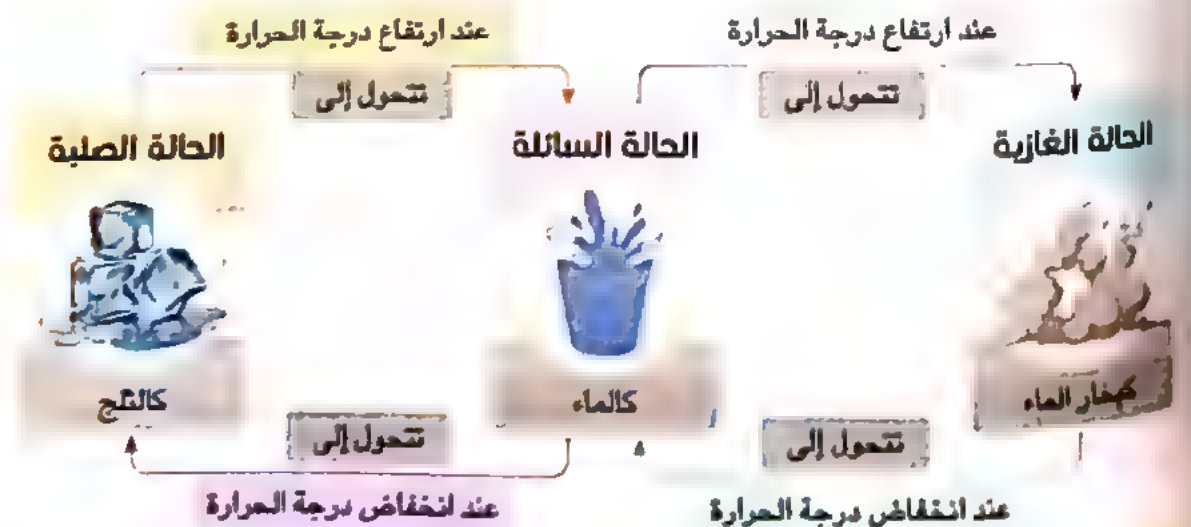 عند ارتفاع درجة الحرارة
عند ارتفاع درجة الحرارة
تتحول إلى
تتحول إلى
الحالة الغازية
الحالة السائلة
الحالة الصلبة
كبخار الماء
كالماء
كالثلج
تتحول إلى
تتحول إلى
عند انخفاض درجة الحرارة
عند انخفاض درجة الحرارة